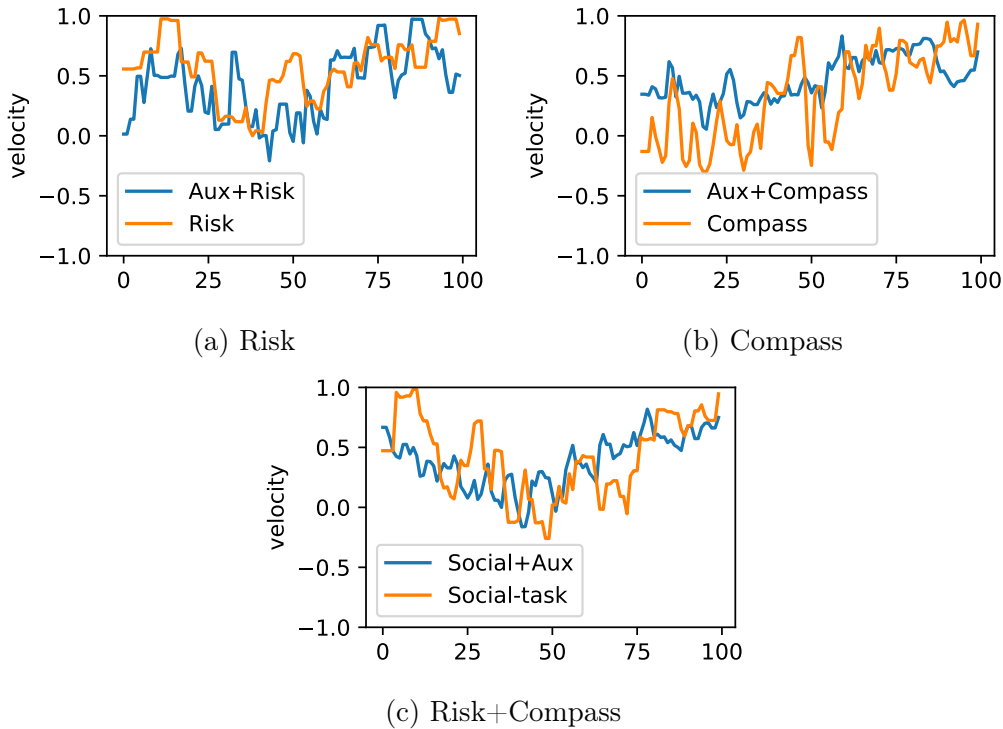 1.0
0.5
0.0
−0.5
−1.0
velocity
Aux+Risk
Risk
0 25 50 75 100
(a) Risk
1.0
0.5
0.0
−0.5
−1.0
velocity
Aux+Compass
Compass
0 25 50 75 100
(b) Compass
1.0
0.5
0.0
−0.5
−1.0
velocity
Social+Aux
Social-task
0 25 50 75 100
(c) Risk+Compass